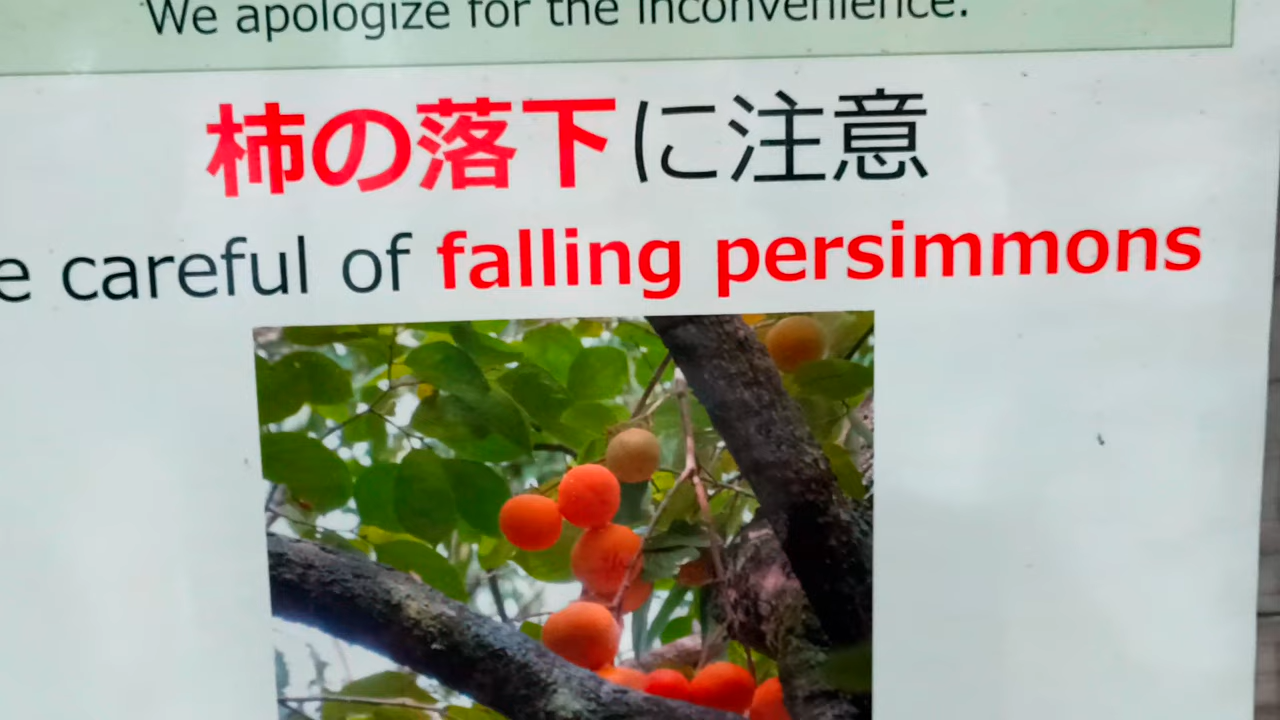 We apologize for the inconvenience.
柿の落下に注意
e careful of falling persimmons